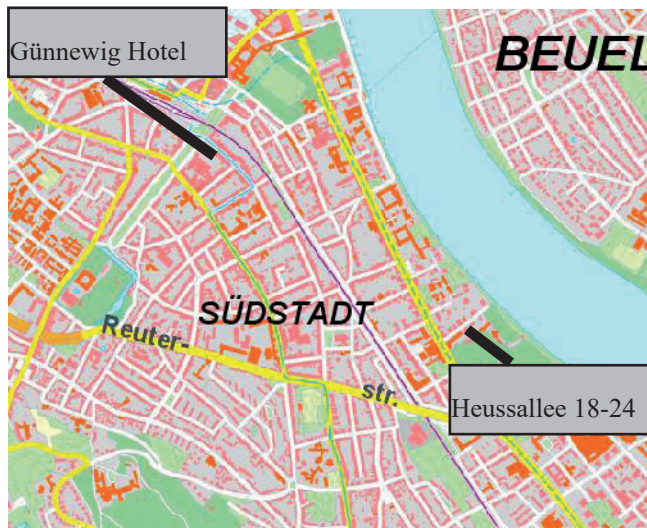 Günnewig Hotel
BEUEL
SÜDSTADT
Reuter-
str.
Heussallee 18-24